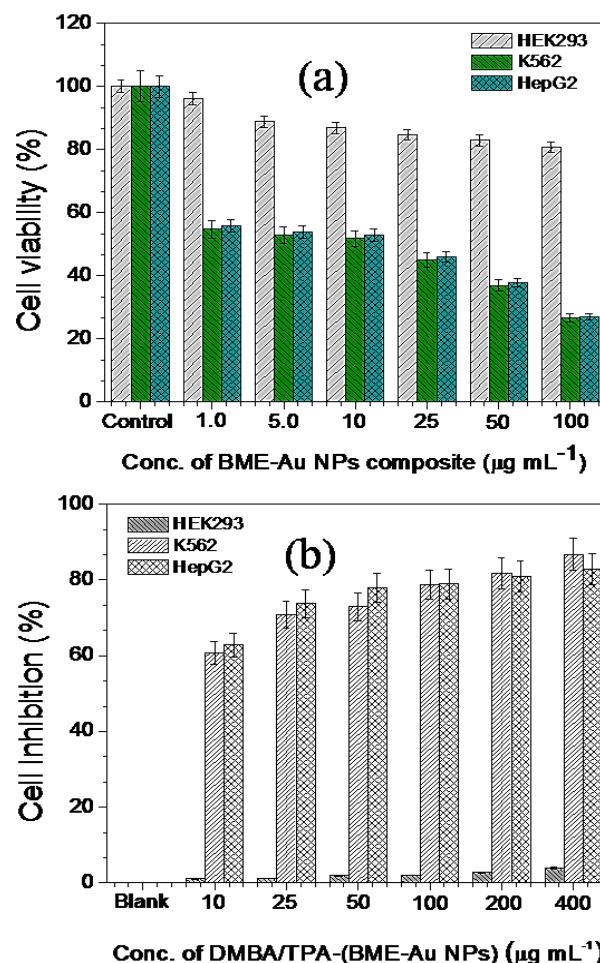 120
100
80
60
40
20
0
Cell viability (%)
(a)
HEK293
K562
HepG2
Control 1.0 5.0 10 25 50 100
Conc. of BME-Au NPs composite (µg mL⁻¹)
100
80
60
40
20
0
Cell Inhibition (%)
HEK293
K562
HepG2
(b)
Blank 10 25 50 100 200 400
Conc. of DMBA/TPA-(BME-Au NPs) (µg mL⁻¹)